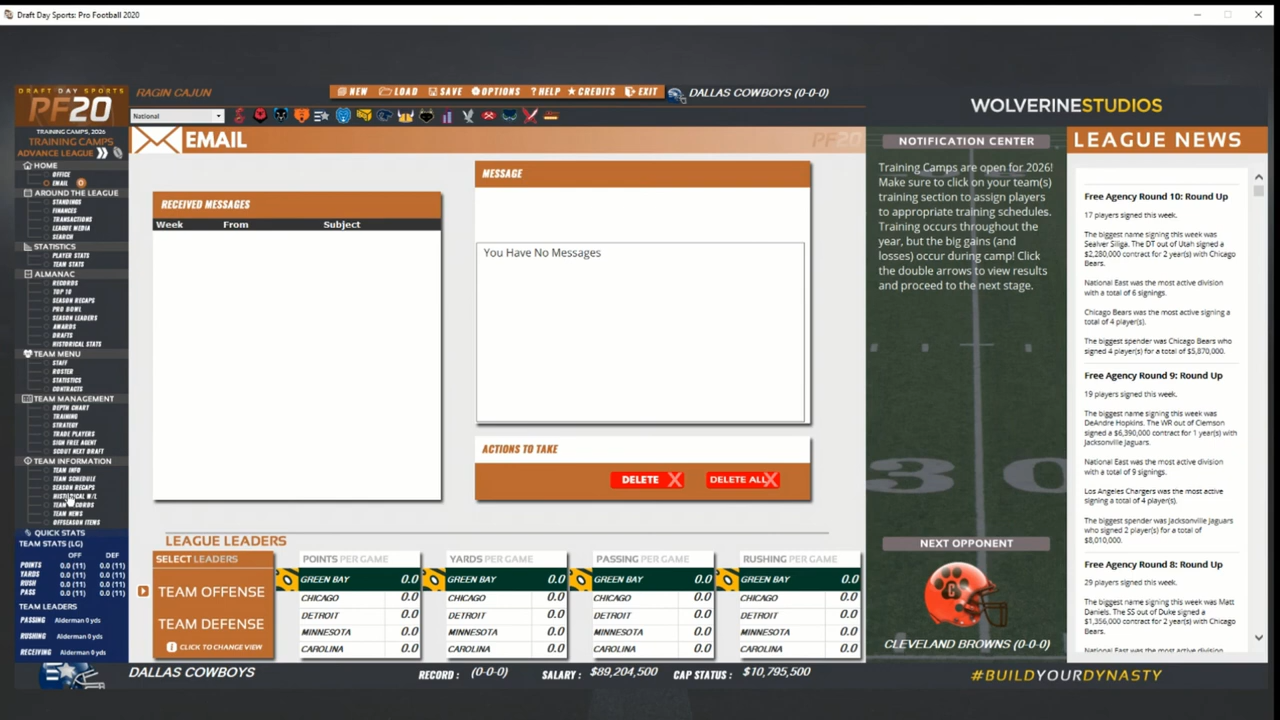 Draft Day Sports: Pro Football 2020
DRAFT DAY SPORTS
PF20
TRAINING CAMPS, 2026
TRAINING CAMPS
ADVANCE LEAGUE
HOME
OFFICE
EMAIL 0
AROUND THE LEAGUE
STANDINGS
FINANCES
TRANSACTIONS
LEAGUE MEDIA
SEARCH
STATISTICS
PLAYER STATS
TEAM STATS
ALMANAC
RECORDS
TOP 10
SEASON RECAPS
PRO BOWL
SEASON LEADERS
AWARDS
DRAFTS
HISTORICAL STATS
TEAM MENU
STAFF
ROSTER
STATISTICS
CONTRACTS
TEAM MANAGEMENT
DEPTH CHART
TRAINING
STRATEGY
TRADE PLAYERS
SIGN FREE AGENT
SCOUT NEXT DRAFT
TEAM INFORMATION
TEAM INFO
TEAM SCHEDULE
SEASON RECAPS
HISTORICAL W/L
TEAM RECORDS
TEAM NEWS
OFFSEASON ITEMS
QUICK STATS
TEAM STATS (LG)
OFF DEF
POINTS 0.0 (11) 0.0 (11)
YARDS 0.0 (11) 0.0 (11)
RUSH 0.0 (11) 0.0 (11)
PASS 0.0 (11) 0.0 (11)
TEAM LEADERS
PASSING Alderman 0 yds
RUSHING Alderman 0 yds
RECEIVING Alderman 0 yds
RAGIN CAJUN
NEW LOAD SAVE OPTIONS ? HELP CREDITS EXIT
DALLAS COWBOYS (0-0-0)
National
EMAIL
PF20
RECEIVED MESSAGES
Week From Subject
MESSAGE
You Have No Messages
ACTIONS TO TAKE
DELETE X
DELETE ALL X
LEAGUE LEADERS
SELECT LEADERS
TEAM OFFENSE
TEAM DEFENSE
CLICK TO CHANGE VIEW
POINTS PER GAME
GREEN BAY 0.0
CHICAGO 0.0
DETROIT 0.0
MINNESOTA 0.0
CAROLINA 0.0
YARDS PER GAME
GREEN BAY 0.0
CHICAGO 0.0
DETROIT 0.0
MINNESOTA 0.0
CAROLINA 0.0
PASSING PER GAME
GREEN BAY 0.0
CHICAGO 0.0
DETROIT 0.0
MINNESOTA 0.0
CAROLINA 0.0
RUSHING PER GAME
GREEN BAY 0.0
CHICAGO 0.0
DETROIT 0.0
MINNESOTA 0.0
CAROLINA 0.0
WOLVERINESTUDIOS
NOTIFICATION CENTER
Training Camps are open for 2026!
Make sure to click on your team(s)
training section to assign players
to appropriate training schedules.
Training occurs throughout the
year, but the big gains (and
losses) occur during camp! Click
the double arrows to view results
and proceed to the next stage.
3 0
NEXT OPPONENT
CLEVELAND BROWNS (0-0-0)
LEAGUE NEWS
Free Agency Round 10: Round Up
17 players signed this week.
The biggest name signing this week was
Sealver Siliga. The DT out of Utah signed a
$2,280,000 contract for 2 year(s) with Chicago
Bears.
National East was the most active division
with a total of 6 signings.
Chicago Bears was the most active signing a
total of 4 player(s).
The biggest spender was Chicago Bears who
signed 4 player(s) for a total of $5,870,000.
Free Agency Round 9: Round Up
19 players signed this week.
The biggest name signing this week was
DeAndre Hopkins. The WR out of Clemson
signed a $6,390,000 contract for 1 year(s) with
Jacksonville Jaguars.
National East was the most active division
with a total of 9 signings.
Los Angeles Chargers was the most active
signing a total of 4 player(s).
The biggest spender was Jacksonville Jaguars
who signed 2 player(s) for a total of
$8,010,000.
Free Agency Round 8: Round Up
29 players signed this week.
The biggest name signing this week was Matt
Daniels. The SS out of Duke signed a
$1,356,000 contract for 2 year(s) with Chicago
Bears.
National East was the most active division
DALLAS COWBOYS
RECORD : (0-0-0)
SALARY : $89,204,500
CAP STATUS : $10,795,500
#BUILDYOURDYNASTY